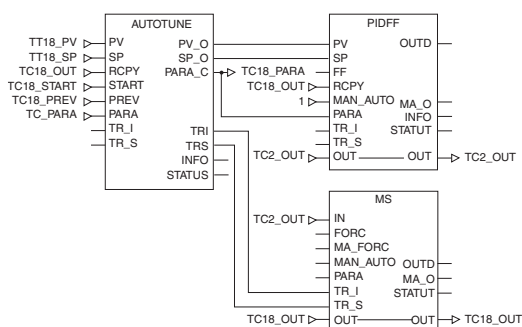 AUTOTUNE
TT18_PV PV PV_O
TT18_SP SP SP_O
TC18_OUT RCPY PARA_C
TC18_START START
TC18_PREV PREV
TC_PARA PARA
TR_I TRI
TR_S TRS
INFO
STATUS
PIDFF
PV OUTD
SP
TC18_PARA FF
TC18_OUT RCPY
1 MAN_AUTO MA_O
PARA INFO
TR_I STATUT
TR_S
TC2_OUT OUT OUT TC2_OUT
MS
TC2_OUT IN
FORC
MA_FORC
MAN_AUTO OUTD
PARA MA_O
TR_I STATUT
TR_S
TC18_OUT OUT OUT TC18_OUT